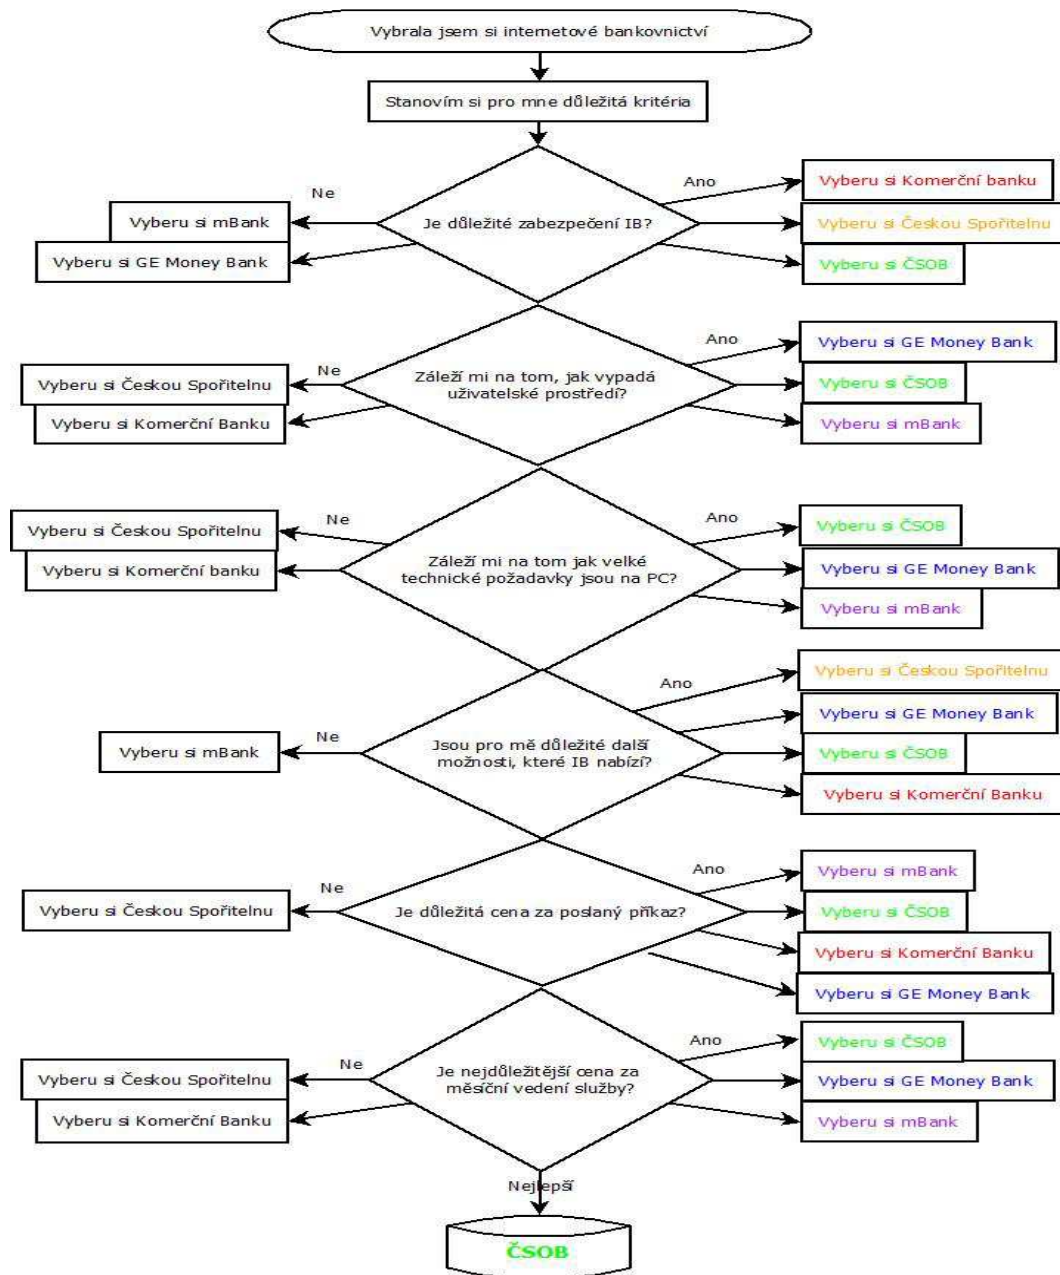 Vybrala jsem si internetové bankovnictví
Stanovím si pro mne důležitá kritéria
Ne
Ano
Vyberu si mBank
Vyberu si GE Money Bank
Je důležité zabezpečení IB?
Vyberu si Komerční banku
Vyberu si Českou Spořitelnu
Vyberu si ČSOB
Ne
Ano
Vyberu si Českou Spořitelnu
Vyberu si Komerční Banku
Záleží mi na tom, jak vypadá
uživatelské prostředí?
Vyberu si GE Money Bank
Vyberu si ČSOB
Vyberu si mBank
Ne
Ano
Vyberu si Českou Spořitelnu
Vyberu si Komerční banku
Záleží mi na tom jak velké
technické požadavky jsou na PC?
Vyberu si ČSOB
Vyberu si GE Money Bank
Vyberu si mBank
Ne
Ano
Vyberu si mBank
Jsou pro mě důležité další
možnosti, které IB nabízí?
Vyberu si Českou Spořitelnu
Vyberu si GE Money Bank
Vyberu si ČSOB
Vyberu si Komerční Banku
Ne
Ano
Vyberu si Českou Spořitelnu
Je důležitá cena za poslaný příkaz?
Vyberu si mBank
Vyberu si ČSOB
Vyberu si Komerční Banku
Vyberu si GE Money Bank
Ne
Ano
Vyberu si Českou Spořitelnu
Vyberu si Komerční Banku
Je nejdůležitější cena za
měsíční vedení služby?
Vyberu si ČSOB
Vyberu si GE Money Bank
Vyberu si mBank
Nejlepší
ČSOB